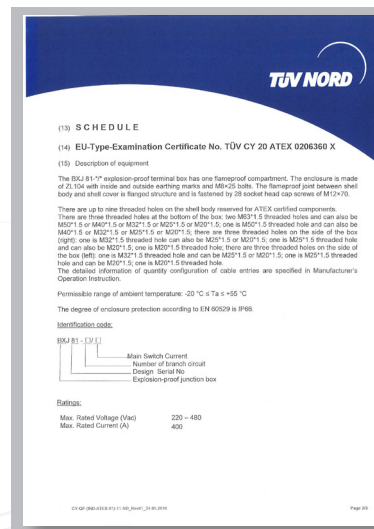 TÜV NORD
(13) SCHEDULE
(14) EU-Type-Examination Certificate No. TÜV CY 20 ATEX 0206360 X
(15) Description of equipment
The BXJ 81-*/* explosion-proof terminal box has one flameproof compartment. The enclosure is made
of ZL104 with inside and outside earthing marks and M8×25 bolts. The flameproof joint between shell
body and shell cover is flanged structure and is fastened by 28 socket head cap screws of M12×70.
There are up to nine threaded holes on the shell body reserved for ATEX certified components.
There are three threaded holes at the bottom of the box; two M63*1.5 threaded holes and can also be
M50*1.5 or M40*1.5 or M32*1.5 or M25*1.5 or M20*1.5; one is M50*1.5 threaded hole and can also be
M40*1.5 or M32*1.5 or M25*1.5 or M20*1.5; there are three threaded holes on the side of the box
(right): one is M32*1.5 threaded hole can also be M25*1.5 or M20*1.5; one is M25*1.5 threaded hole
and can also be M20*1.5; one is M20*1.5 threaded hole; there are three threaded holes on the side of
the box (left): one is M32*1.5 threaded hole and can be M25*1.5 or M20*1.5; one is M25*1.5 threaded
hole and can be M20*1.5; one is M20*1.5 threaded hole.
The detailed information of quantity configuration of cable entries are specified in Manufacturer's
Operation Instruction.
Permissible range of ambient temperature: -20 °C ≤ Ta ≤ +55 °C
The degree of enclosure protection according to EN 60529 is IP66.
Identification code:
BXJ 81 - □/ □
Main Switch Current
Number of branch circuit
Design Serial No
Explosion-proof junction box
Ratings:
Max. Rated Voltage (Vac) 220 – 480
Max. Rated Current (A) 400
Page 2/3